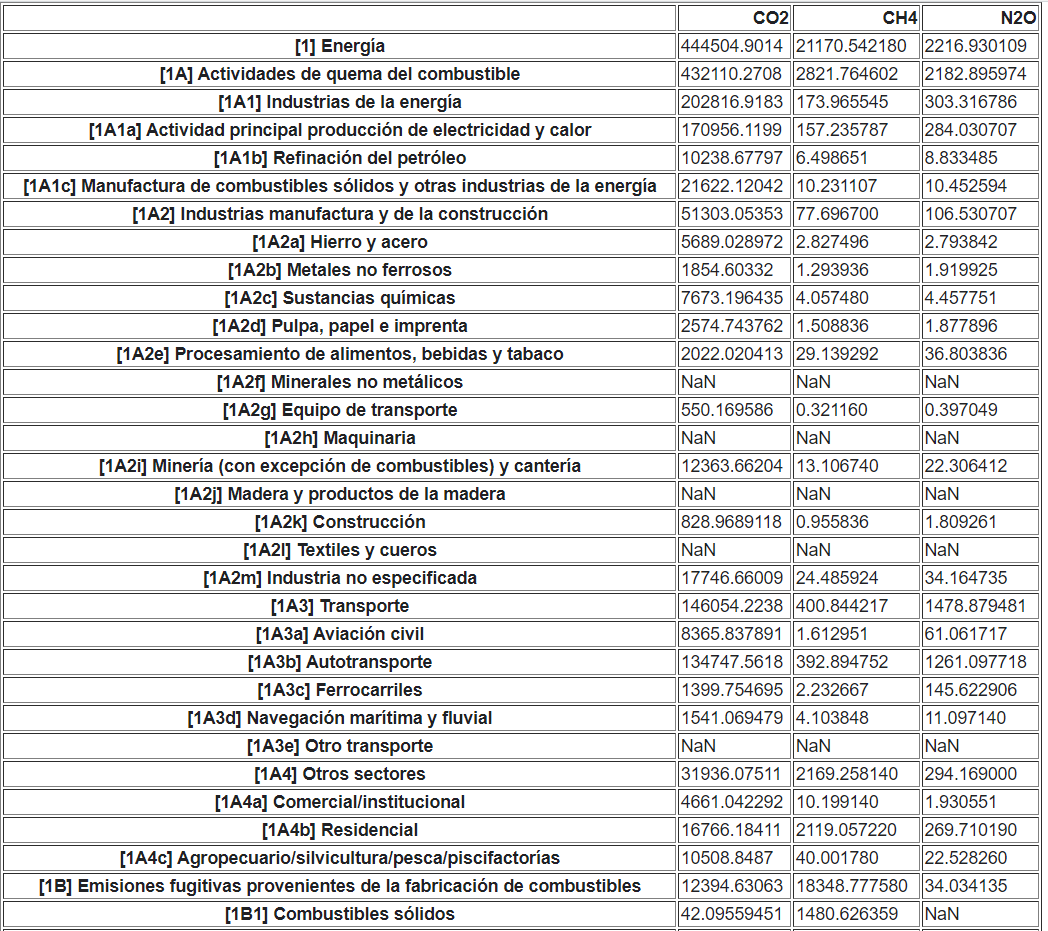 CO2 CH4 N2O
[1] Energía 444504.9014 21170.542180 2216.930109
[1A] Actividades de quema del combustible 432110.2708 2821.764602 2182.895974
[1A1] Industrias de la energía 202816.9183 173.965545 303.316786
[1A1a] Actividad principal producción de electricidad y calor 170956.1199 157.235787 284.030707
[1A1b] Refinación del petróleo 10238.67797 6.498651 8.833485
[1A1c] Manufactura de combustibles sólidos y otras industrias de la energía 21622.12042 10.231107 10.452594
[1A2] Industrias manufactura y de la construcción 51303.05353 77.696700 106.530707
[1A2a] Hierro y acero 5689.028972 2.827496 2.793842
[1A2b] Metales no ferrosos 1854.60332 1.293936 1.919925
[1A2c] Sustancias químicas 7673.196435 4.057480 4.457751
[1A2d] Pulpa, papel e imprenta 2574.743762 1.508836 1.877896
[1A2e] Procesamiento de alimentos, bebidas y tabaco 2022.020413 29.139292 36.803836
[1A2f] Minerales no metálicos NaN NaN NaN
[1A2g] Equipo de transporte 550.169586 0.321160 0.397049
[1A2h] Maquinaria NaN NaN NaN
[1A2i] Minería (con excepción de combustibles) y cantería 12363.66204 13.106740 22.306412
[1A2j] Madera y productos de la madera NaN NaN NaN
[1A2k] Construcción 828.9689118 0.955836 1.809261
[1A2l] Textiles y cueros NaN NaN NaN
[1A2m] Industria no especificada 17746.66009 24.485924 34.164735
[1A3] Transporte 146054.2238 400.844217 1478.879481
[1A3a] Aviación civil 8365.837891 1.612951 61.061717
[1A3b] Autotransporte 134747.5618 392.894752 1261.097718
[1A3c] Ferrocarriles 1399.754695 2.232667 145.622906
[1A3d] Navegación marítima y fluvial 1541.069479 4.103848 11.097140
[1A3e] Otro transporte NaN NaN NaN
[1A4] Otros sectores 31936.07511 2169.258140 294.169000
[1A4a] Comercial/institucional 4661.042292 10.199140 1.930551
[1A4b] Residencial 16766.18411 2119.057220 269.710190
[1A4c] Agropecuario/silvicultura/pesca/piscifactorías 10508.8487 40.001780 22.528260
[1B] Emisiones fugitivas provenientes de la fabricación de combustibles 12394.63063 18348.777580 34.034135
[1B1] Combustibles sólidos 42.09559451 1480.626359 NaN